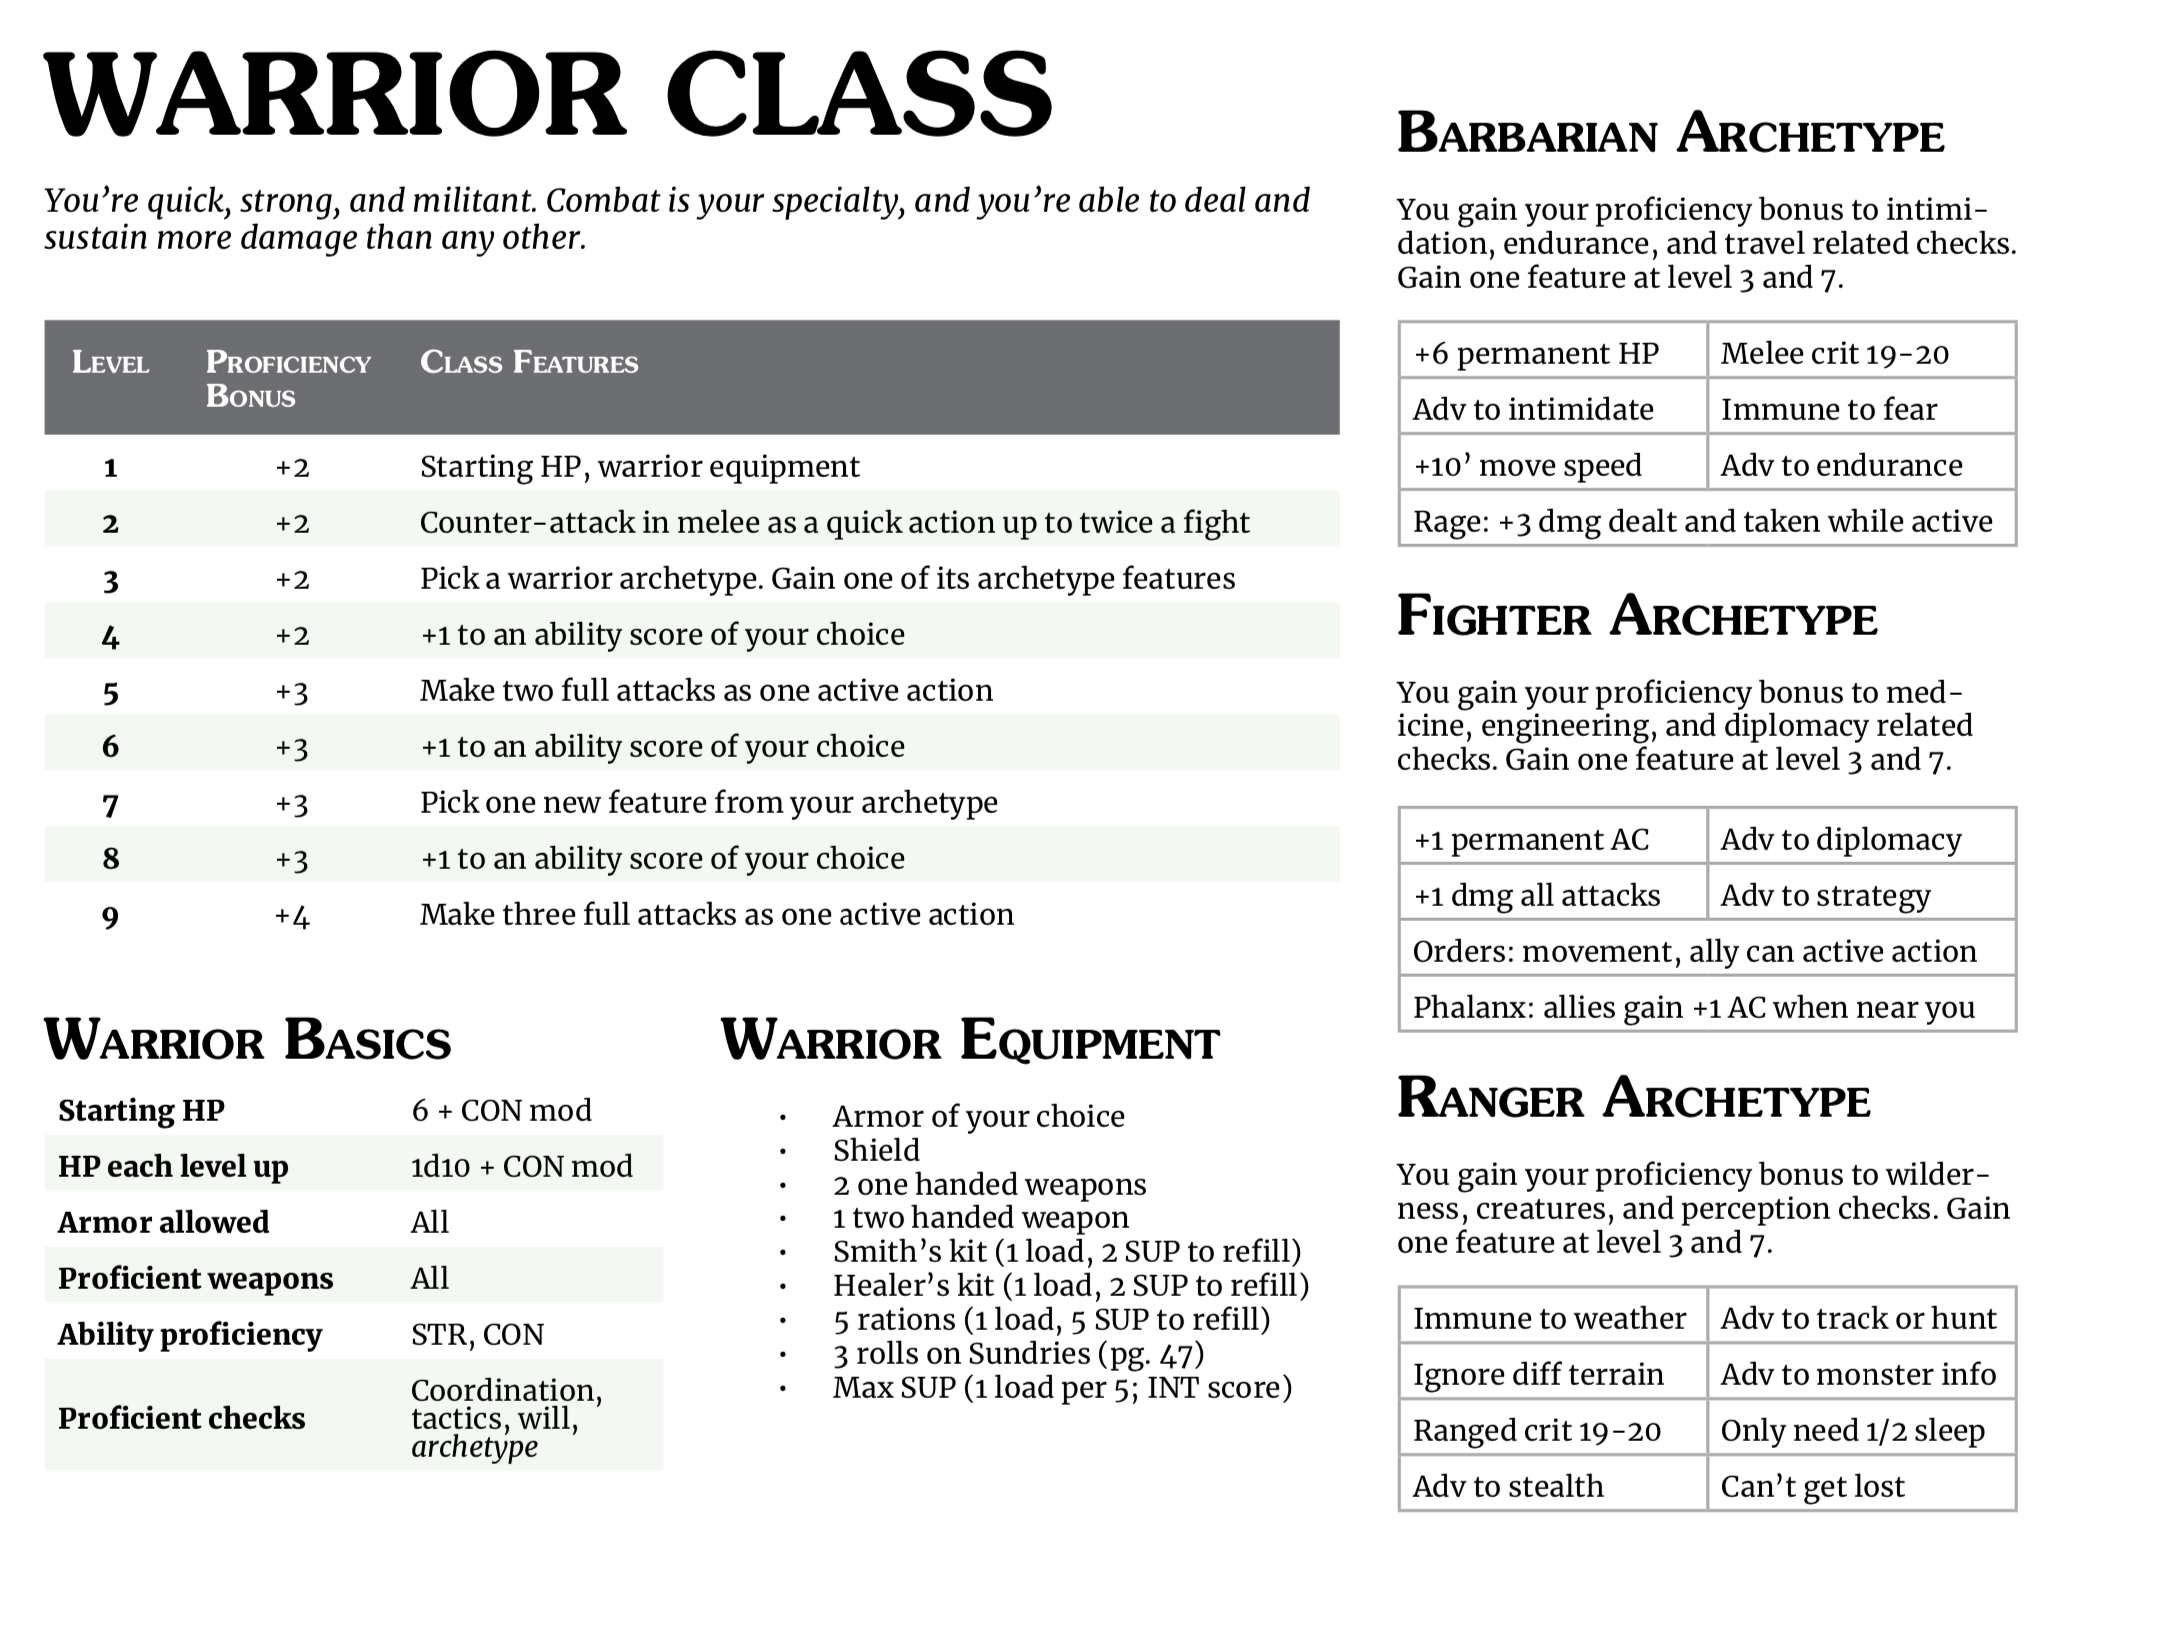 WARRIOR CLASS
You're quick, strong, and militant. Combat is your specialty, and you're able to deal and
sustain more damage than any other.
Level Proficiency Bonus Class Features
1 +2 Starting HP, warrior equipment
2 +2 Counter-attack in melee as a quick action up to twice a fight
3 +2 Pick a warrior archetype. Gain one of its archetype features
4 +2 +1 to an ability score of your choice
5 +3 Make two full attacks as one active action
6 +3 +1 to an ability score of your choice
7 +3 Pick one new feature from your archetype
8 +3 +1 to an ability score of your choice
9 +4 Make three full attacks as one active action
Warrior Basics
Starting HP 6 + CON mod
HP each level up 1d10 + CON mod
Armor allowed All
Proficient weapons All
Ability proficiency STR, CON
Proficient checks Coordination,
tactics, will,
archetype
Warrior Equipment
· Armor of your choice
· Shield
· 2 one handed weapons
· 1 two handed weapon
· Smith's kit (1 load, 2 SUP to refill)
· Healer's kit (1 load, 2 SUP to refill)
· 5 rations (1 load, 5 SUP to refill)
· 3 rolls on Sundries (pg. 47)
· Max SUP (1 load per 5; INT score)
Barbarian Archetype
You gain your proficiency bonus to intimi-
dation, endurance, and travel related checks.
Gain one feature at level 3 and 7.
+6 permanent HP Melee crit 19-20
Adv to intimidate Immune to fear
+10' move speed Adv to endurance
Rage: +3 dmg dealt and taken while active
Fighter Archetype
You gain your proficiency bonus to med-
icine, engineering, and diplomacy related
checks. Gain one feature at level 3 and 7.
+1 permanent AC Adv to diplomacy
+1 dmg all attacks Adv to strategy
Orders: movement, ally can active action
Phalanx: allies gain +1 AC when near you
Ranger Archetype
You gain your proficiency bonus to wilder-
ness, creatures, and perception checks. Gain
one feature at level 3 and 7.
Immune to weather Adv to track or hunt
Ignore diff terrain Adv to monster info
Ranged crit 19-20 Only need 1/2 sleep
Adv to stealth Can't get lost